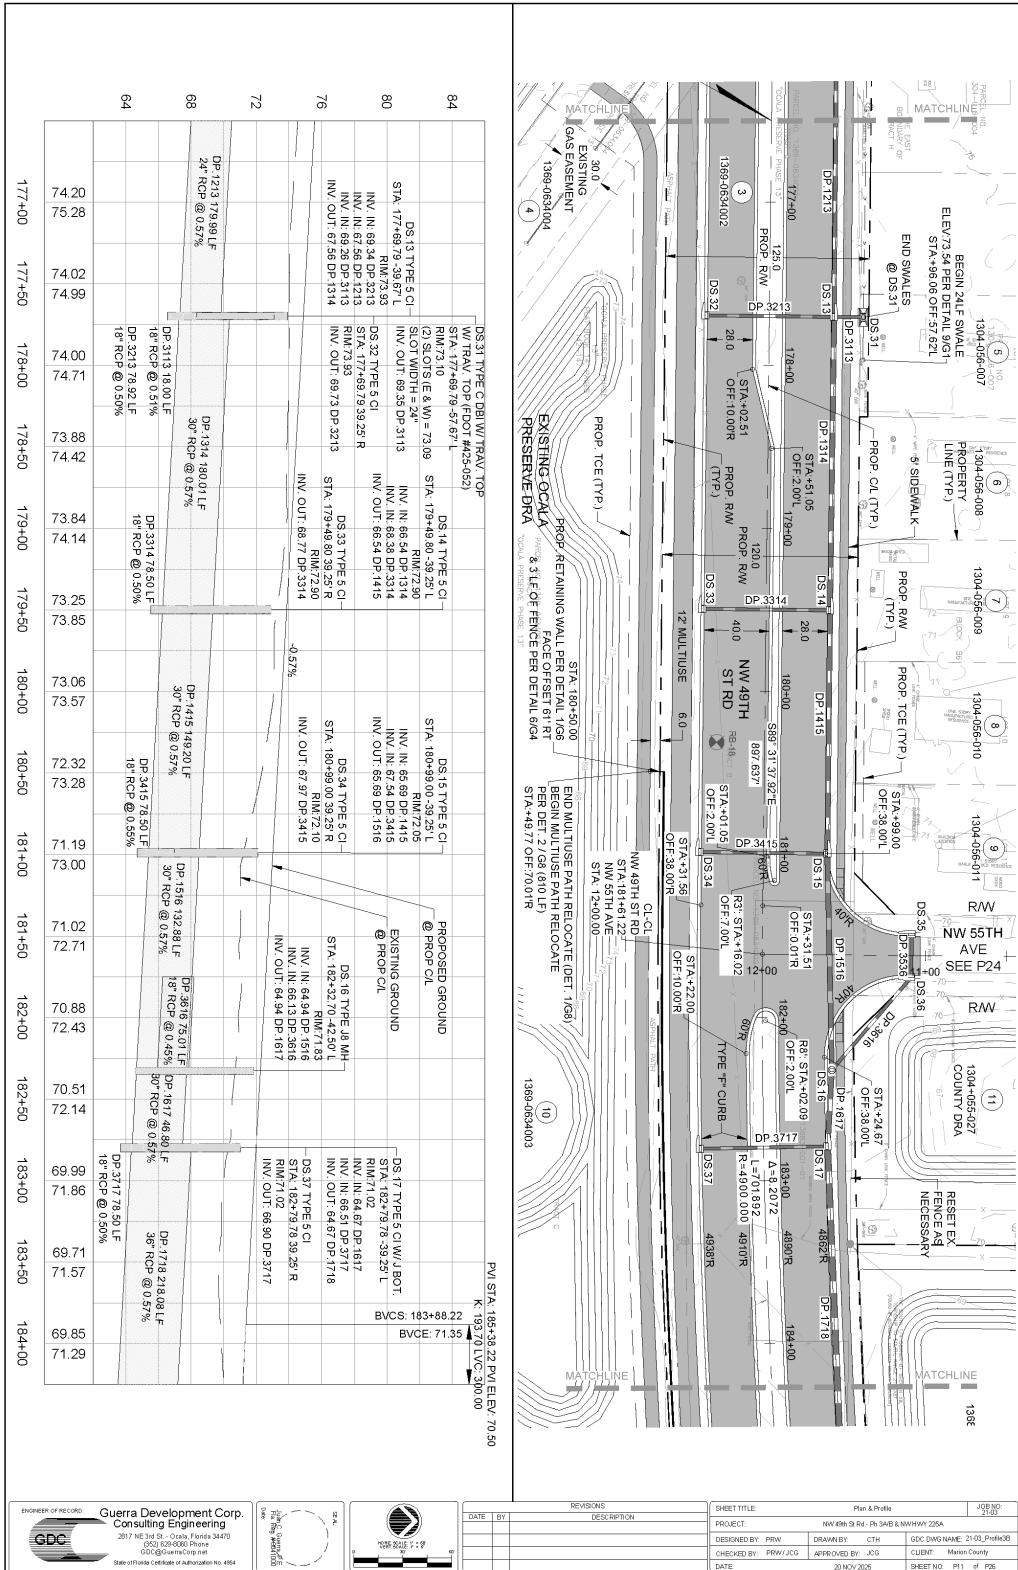 MATCHLINE
MATCHLINE
BEGIN 24LF SWALE
ELEV:73.54 PER DETAIL 9/G1
STA:+96.06 OFF:57.62'L
END SWALES
@ DS.31
1304-056-007
5
PROPERTY
LINE (TYP.)
1304-056-008
6
5' SIDEWALK
PROP. C/L (TYP.)
PROP. R/W
(TYP.)
1304-056-009
7
PROP. TCE (TYP.)
1304-056-010
8
STA:+99.00
OFF:38.00'L
1304-056-011
9
R/W
NW 55TH
AVE
SEE P24
R/W
1304+055-027
COUNTY DRA
11
RESET EX.
FENCE AS
NECESSARY
STA:+24.67
OFF:38.00'L
DP.1213
DS.13
DP.3113
DS.31
DP.3213
DS.32
DP.1314
DS.14
DP.3314
DS.33
DP.1415
DS.15
DP.3415
DS.34
DP.1516
DS.35
DP.3536
DS.36
DP.3616
DS.16
DP.1617
DS.17
DP.3717
DS.37
DP.1718
177+00
178+00
179+00
180+00
181+00
182+00
183+00
184+00
11+00
12+00
125.0
PROP. R/W
28.0
STA:+02.51
OFF:10.00'R
STA:+51.05
OFF:2.00'L
120.0
PROP. R/W
PROP. R/W
(TYP.)
28.0
40.0
NW 49TH
ST RD
S89° 31' 37.92"E
897.637'
RB-18
STA:+01.05
OFF:2.00'L
60'R
R3': STA:+16.02
OFF:7.00'L
STA:+31.51
OFF:0.01'R
40'R
40'R
60'R
R8': STA:+02.09
OFF:2.00'L
STA:+22.00
OFF:10.00'R
STA:+31.56
OFF:38.00'R
TYPE "F" CURB
Δ=8.2072
L=701.892
R=4900.000
4862'R
4890'R
4910'R
4938'R
CL-CL
NW 49TH ST RD
STA:181+61.22
NW 55TH AVE
STA: 12+00.00
12' MULTIUSE
6.0
ASPHALT PATH
ASPHALT PATH
1369-0634002
3
30.0
EXISTING
GAS EASEMENT
1369-0634004
4
PROP. TCE (TYP.)
EXISTING OCALA
PRESERVE DRA
STA: 180+50.00
PROP. RETAINING WALL PER DETAIL 1/G6
FACE OFFSET 61' RT
& 3 LF OF FENCE PER DETAIL 6/G4
END MULTIUSE PATH RELOCATE (DET. 1/G8)
BEGIN MULTIUSE PATH RELOCATE
PER DET. 2 / G8 (810 LF)
STA:+49.77 OFF:70.01'R
10
1369-0634003
MATCHLINE
MATCHLINE
84
80
76
72
68
64
DS.13 TYPE 5 CI
STA: 177+69.79 -39.67' L
RIM:73.93
INV. IN: 69.34 DP.3213
INV. IN: 67.56 DP.1213
INV. IN: 69.26 DP.3113
INV. OUT: 67.56 DP.1314
DS.31 TYPE C DBI W/ TRAV. TOP
W/ TRAV. TOP (FDOT #425-052)
STA: 177+69.79 -57.67' L
RIM:73.10
(2) SLOTS (E & W) = 73.09
SLOT WIDTH = 24"
INV. OUT: 69.35 DP.3113
DS.32 TYPE 5 CI
STA: 177+69.79 39.25' R
RIM:73.93
INV. OUT: 69.73 DP.3213
DS.14 TYPE 5 CI
STA: 179+49.80 -39.25' L
RIM:72.90
INV. IN: 66.54 DP.1314
INV. IN: 68.38 DP.3314
INV. OUT: 66.54 DP.1415
DS.33 TYPE 5 CI
STA: 179+49.80 39.25' R
RIM:72.90
INV. OUT: 68.77 DP.3314
DS.15 TYPE 5 CI
STA: 180+99.00 -39.25' L
RIM:72.05
INV. IN: 65.69 DP.1415
INV. IN: 67.54 DP.3415
INV. OUT: 65.69 DP.1516
DS.34 TYPE 5 CI
STA: 180+99.00 39.25' R
RIM:72.10
INV. OUT: 67.97 DP.3415
PROPOSED GROUND
@ PROP C/L
EXISTING GROUND
@ PROP C/L
DS.16 TYPE J8 MH
STA: 182+32.70 -42.50' L
RIM:71.83
INV. IN: 64.94 DP.1516
INV. IN: 66.13 DP.3616
INV. OUT: 64.94 DP.1617
DS.17 TYPE 5 CI W/ J BOT.
STA: 182+79.78 -39.25' L
RIM:71.02
INV. IN: 64.67 DP.1617
INV. IN: 66.51 DP.3717
INV. OUT: 64.67 DP.1718
DS.37 TYPE 5 CI
STA: 182+79.78 39.25' R
RIM:71.02
INV. OUT: 66.90 DP.3717
PVI STA: 185+38.22 PVI ELEV: 70.50
K: 193.70 LVC: 300.00
BVCS: 183+88.22
BVCE: 71.35
-0.57%
DP.1213 179.99 LF
24" RCP @ 0.57%
DP.3113 18.00 LF
18" RCP @ 0.51%
DP.3213 78.92 LF
18" RCP @ 0.50%
DP.1314 180.01 LF
30" RCP @ 0.57%
DP.3314 78.50 LF
18" RCP @ 0.50%
DP.1415 149.20 LF
30" RCP @ 0.57%
DP.3415 78.50 LF
18" RCP @ 0.55%
DP.1516 132.88 LF
30" RCP @ 0.57%
DP.3616 75.01 LF
18" RCP @ 0.45%
DP.1617 46.80 LF
30" RCP @ 0.57%
DP.3717 78.50 LF
18" RCP @ 0.50%
DP.1718 218.08 LF
36" RCP @ 0.57%
74.20 75.28
74.02 74.99
74.00 74.71
73.88 74.42
73.84 74.14
73.25 73.85
73.06 73.57
72.32 73.28
71.19 73.00
71.02 72.71
70.88 72.43
70.51 72.14
69.99 71.86
69.71 71.57
69.85 71.29
177+00
177+50
178+00
178+50
179+00
179+50
180+00
180+50
181+00
181+50
182+00
182+50
183+00
183+50
184+00
ENGINEER OF RECORD:
GDC
Guerra Development Corp.
Consulting Engineering
2817 NE 3rd St. - Ocala, Florida 34470
(352) 629-8060 Phone
GDC@GuerraCorp.net
State of Florida Certificate of Authorization No. 4954
SEAL
Date:
REVISIONS
DATE BY DESCRIPTION
SHEET TITLE: Plan & Profile
JOB NO: 21-03
PROJECT: NW 49th St Rd - Ph 3A/B & NW HWY 225A
DESIGNED BY: PRW DRAWN BY: CTH GDC DWG NAME: 21-03_Profile3B
CHECKED BY: PRW/JCG APPROVED BY: JCG CLIENT: Marion County
DATE: 20 NOV 2025 SHEET NO: P11 of P26